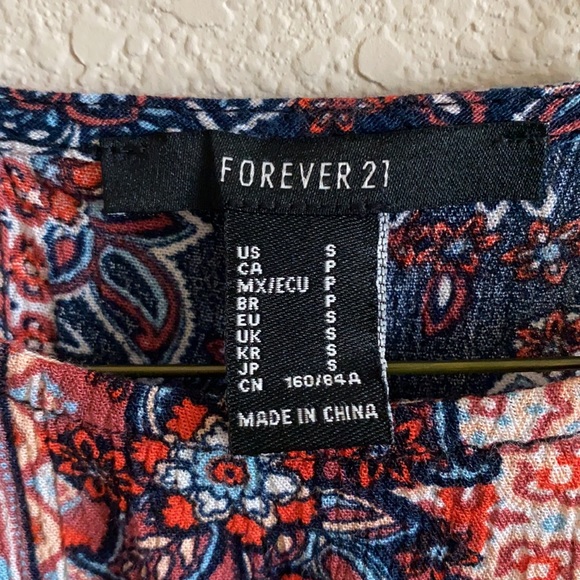 FOREVER 21
US S
CA P
MX/ECU P
BR P
EU S
UK S
KR S
JP S
CN 160/84A
MADE IN CHINA